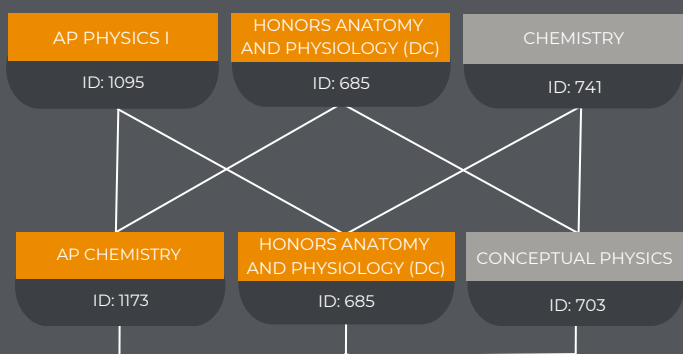 AP PHYSICS I
ID: 1095
HONORS ANATOMY
AND PHYSIOLOGY (DC)
ID: 685
CHEMISTRY
ID: 741
AP CHEMISTRY
ID: 1173
HONORS ANATOMY
AND PHYSIOLOGY (DC)
ID: 685
CONCEPTUAL PHYSICS
ID: 703